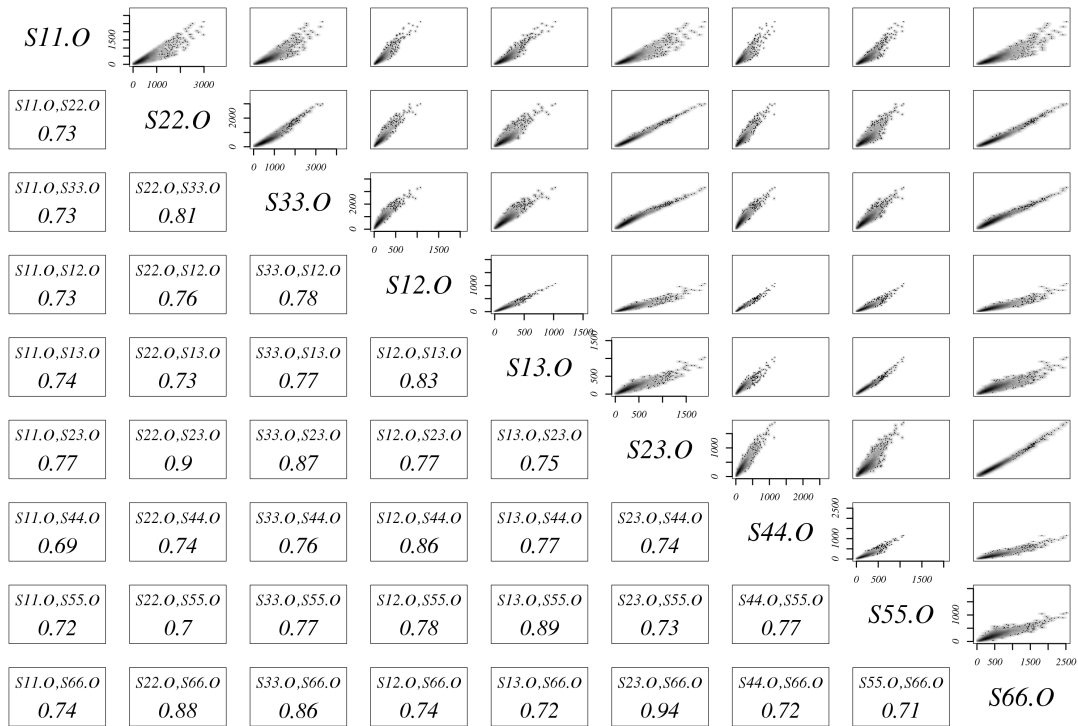 S11.O
0 1500
0 1000 3000
S11.O,S22.O
0.73
S22.O
0 2000
0 1000 3000
S11.O,S33.O
0.73
S22.O,S33.O
0.81
S33.O
0 2000
0 500 1500
S11.O,S12.O
0.73
S22.O,S12.O
0.76
S33.O,S12.O
0.78
S12.O
0 1000
0 500 1000 1500
S11.O,S13.O
0.74
S22.O,S13.O
0.73
S33.O,S13.O
0.77
S12.O,S13.O
0.83
S13.O
0 500 1500
0 500 1500
S11.O,S23.O
0.77
S22.O,S23.O
0.9
S33.O,S23.O
0.87
S12.O,S23.O
0.77
S13.O,S23.O
0.75
S23.O
0 1000
0 1000 2000
S11.O,S44.O
0.69
S22.O,S44.O
0.74
S33.O,S44.O
0.76
S12.O,S44.O
0.86
S13.O,S44.O
0.77
S23.O,S44.O
0.74
S44.O
0 1000 2500
0 500 1000 2000
S11.O,S55.O
0.72
S22.O,S55.O
0.7
S33.O,S55.O
0.77
S12.O,S55.O
0.78
S13.O,S55.O
0.89
S23.O,S55.O
0.73
S44.O,S55.O
0.77
S55.O
0 1000
0 500 1500 2500
S11.O,S66.O
0.74
S22.O,S66.O
0.88
S33.O,S66.O
0.86
S12.O,S66.O
0.74
S13.O,S66.O
0.72
S23.O,S66.O
0.94
S44.O,S66.O
0.72
S55.O,S66.O
0.71
S66.O